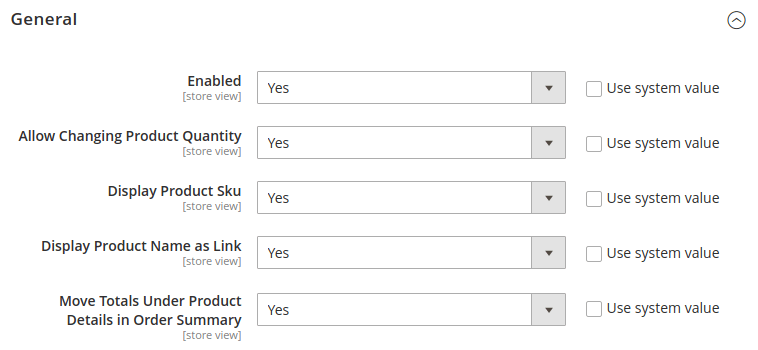 General
Enabled
[store view]
Yes
Use system value
Allow Changing Product Quantity
[store view]
Yes
Use system value
Display Product Sku
[store view]
Yes
Use system value
Display Product Name as Link
[store view]
Yes
Use system value
Move Totals Under Product
Details in Order Summary
[store view]
Yes
Use system value